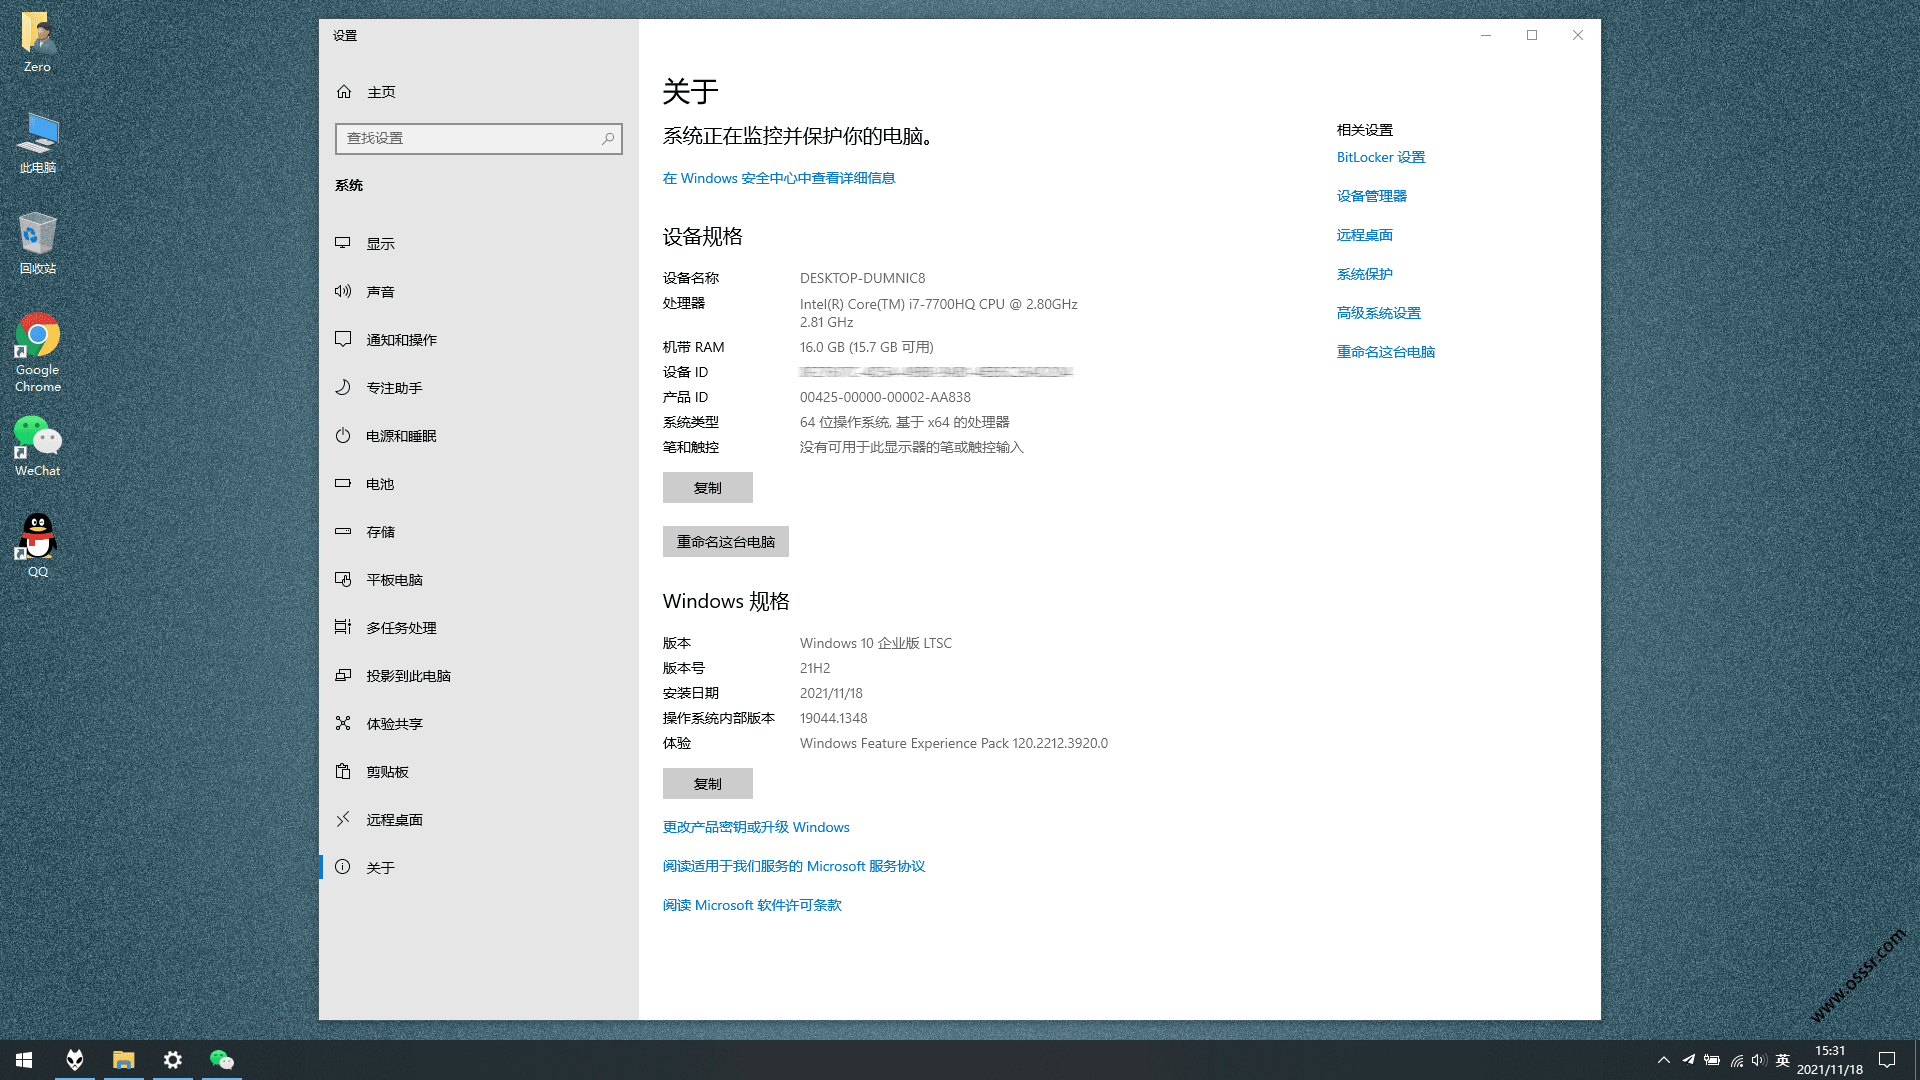 Zero
此电脑
回收站
Google
Chrome
WeChat
QQ
设置
主页
查找设置
系统
显示
声音
通知和操作
专注助手
电源和睡眠
电池
存储
平板电脑
多任务处理
投影到此电脑
体验共享
剪贴板
远程桌面
关于
关于
系统正在监控并保护你的电脑。
在 Windows 安全中心中查看详细信息
设备规格
设备名称 DESKTOP-DUMNIC8
处理器 Intel(R) Core(TM) i7-7700HQ CPU @ 2.80GHz
2.81 GHz
机带 RAM 16.0 GB (15.7 GB 可用)
设备 ID
产品 ID 00425-00000-00002-AA838
系统类型 64 位操作系统, 基于 x64 的处理器
笔和触控 没有可用于此显示器的笔或触控输入
复制
重命名这台电脑
Windows 规格
版本 Windows 10 企业版 LTSC
版本号 21H2
安装日期 2021/11/18
操作系统内部版本 19044.1348
体验 Windows Feature Experience Pack 120.2212.3920.0
复制
更改产品密钥或升级 Windows
阅读适用于我们服务的 Microsoft 服务协议
阅读 Microsoft 软件许可条款
相关设置
BitLocker 设置
设备管理器
远程桌面
系统保护
高级系统设置
重命名这台电脑
www.osssr.com
英
15:31
2021/11/18